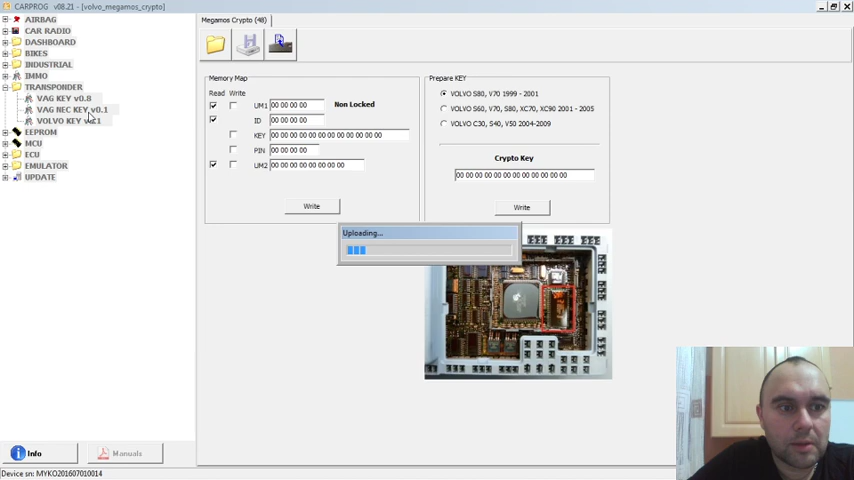 CARPROG v08.21 - [volvo_megamos_crypto]
AIRBAG
CAR RADIO
DASHBOARD
BIKES
INDUSTRIAL
IMMO
TRANSPONDER
VAG KEY v0.8
VAG NEC KEY v0.1
VOLVO KEY
EEPROM
MCU
ECU
EMULATOR
UPDATE
Megamos Crypto (48)
Memory Map
Read Write
UM1 00 00 00 00 Non Locked
ID 00 00 00 00
KEY 00 00 00 00 00 00 00 00 00 00 00 00
PIN 00 00 00 00
UM2 00 00 00 00 00 00 00 00
Write
Prepare KEY
VOLVO S80, V70 1999 - 2001
VOLVO S60, V70, S80, XC70, XC90 2001 - 2005
VOLVO C30, S40, V50 2004-2009
Crypto Key
00 00 00 00 00 00 00 00 00 00 00 00
Write
Uploading...
Info
Manuals
Device sn: MYKO201607010014